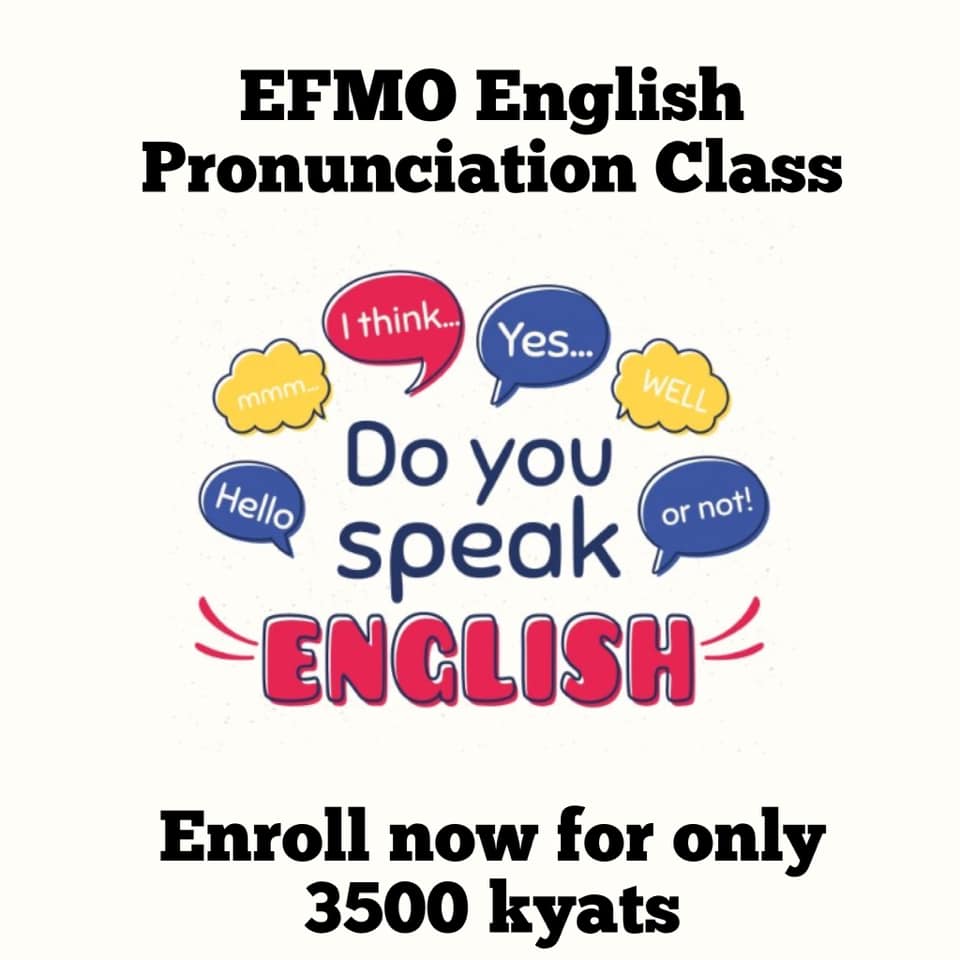 EFMO English
Pronunciation Class
I think...
Yes...
mmm...
WELL
Hello
or not!
Do you
speak
ENGLISH
Enroll now for only
3500 kyats